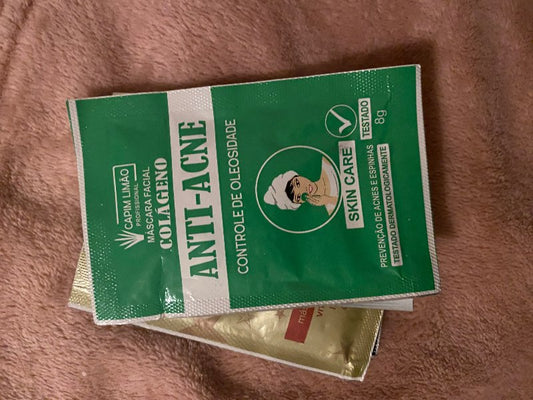 CAPIM LIMÃO
PROFISSIONAL
MÁSCARA FACIAL
COLÁGENO
ANTI-ACNE
CONTROLE DE OLEOSIDADE
SKIN CARE
TESTADO
8g
PREVENÇÃO DE ACNES E ESPINHAS
TESTADO DERMATOLOGICAMENTE